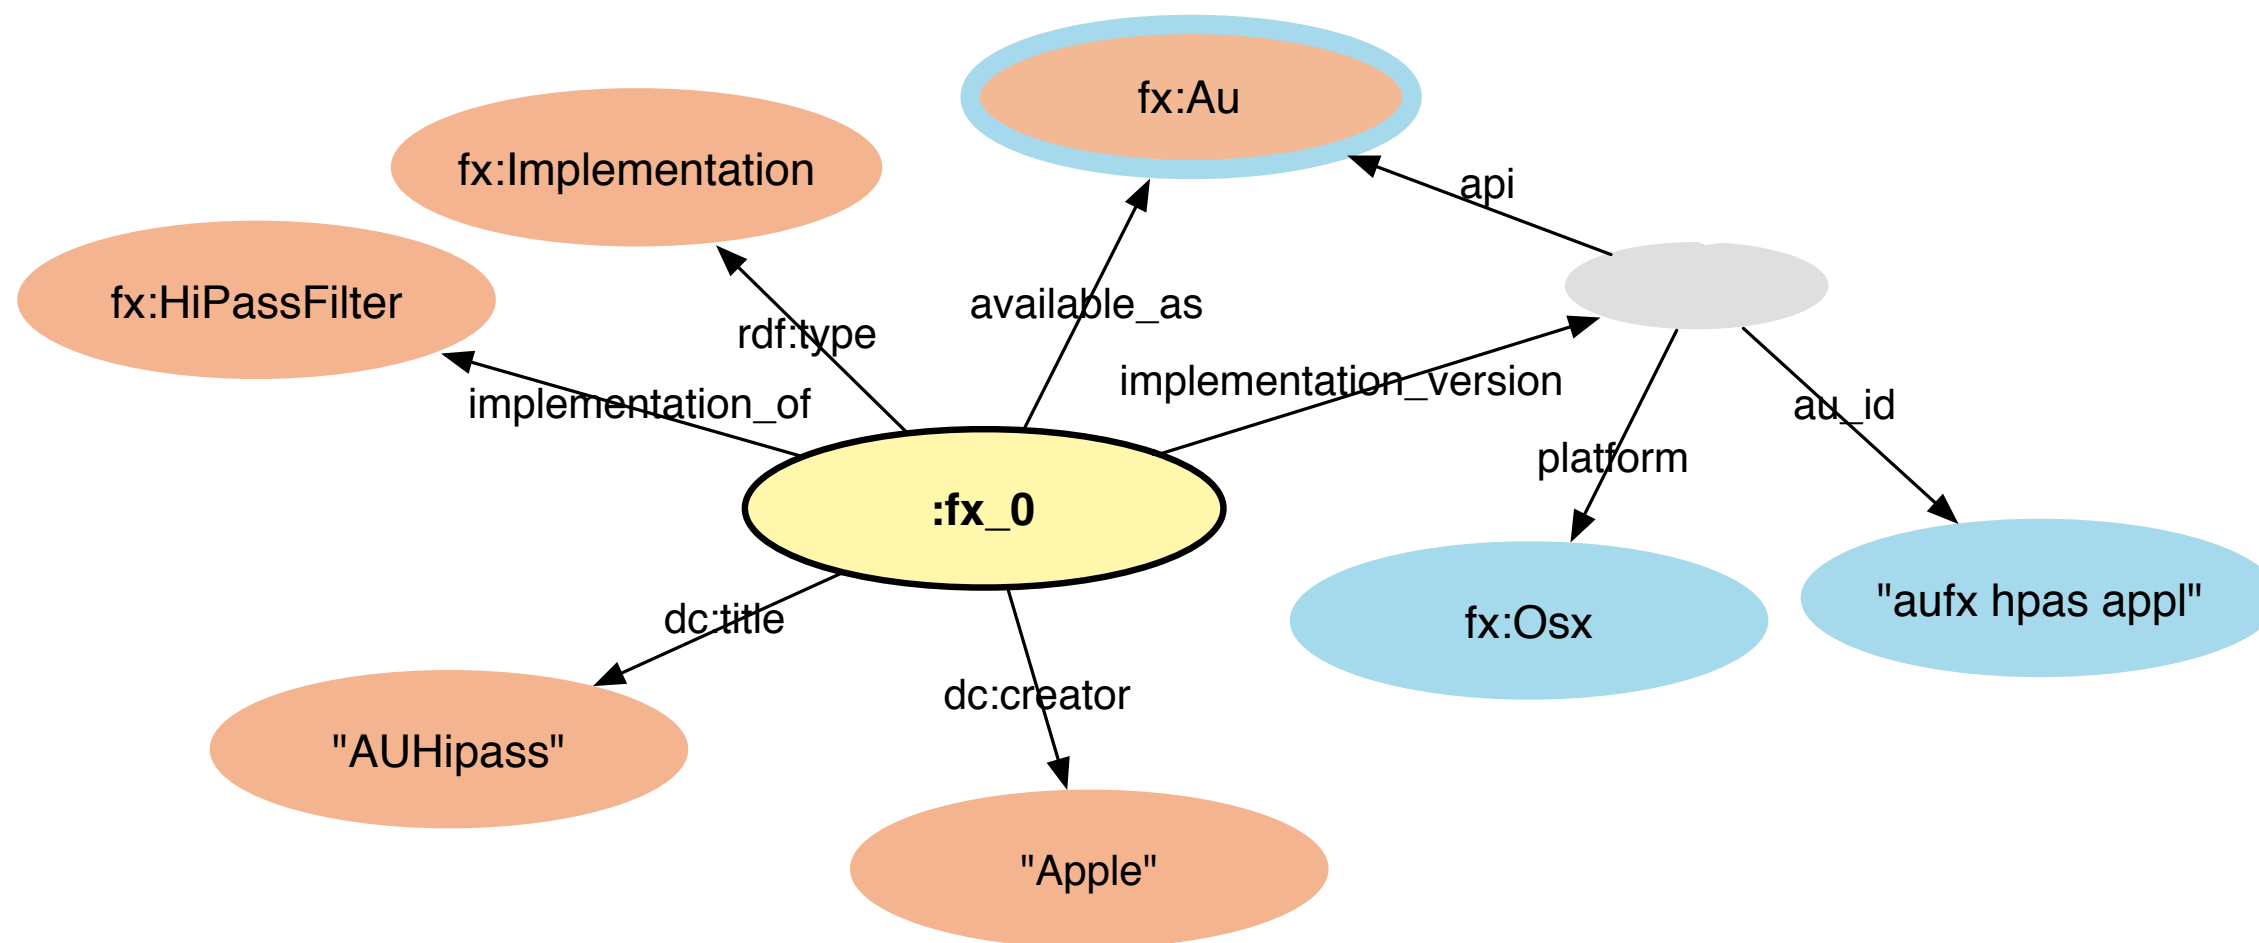 fx:Au
fx:Implementation
api
fx:HiPassFilter
available_as
rdf:type
implementation_version
implementation_of
au_id
platform
:fx_0
"aufx hpas appl"
fx:Osx
dc:title
dc:creator
"AUHipass"
"Apple"